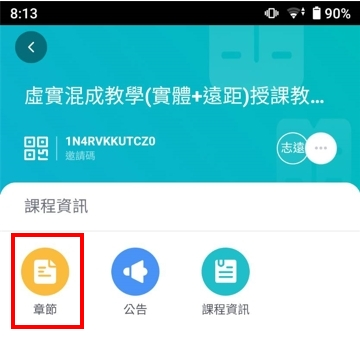 8:13
90%
虛實混成教學(實體+遠距)授課教...
1N4RVKKUTCZ0
邀請碼
志遠
課程資訊
章節
公告
課程資訊